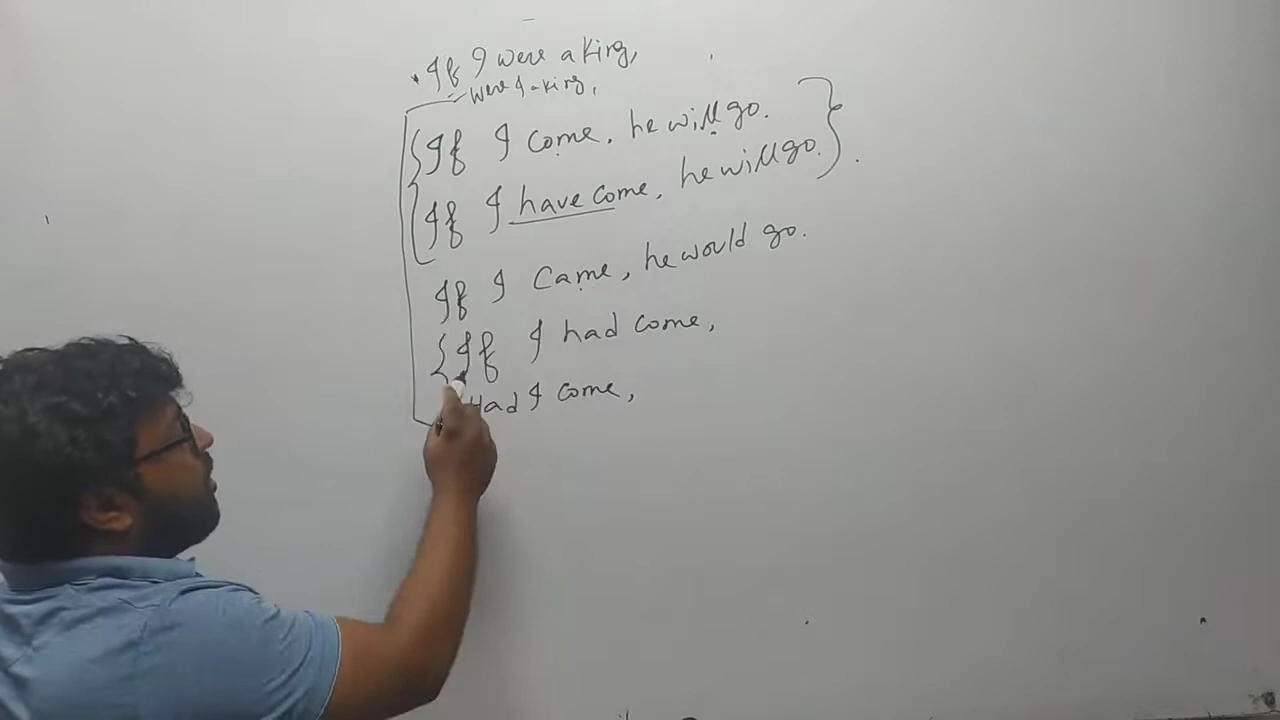 If I were a king,
Were I a king,
If I come, he will go.
If I have come, he will go.
If I came, he would go.
If I had come,
Had I come,